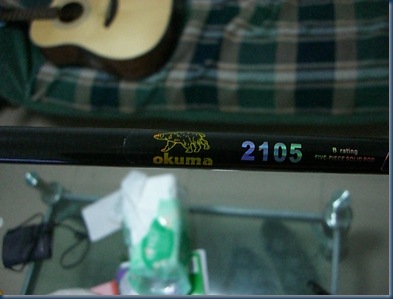 okuma
2105
B. rating
FIVE PIECE SOLID ROD